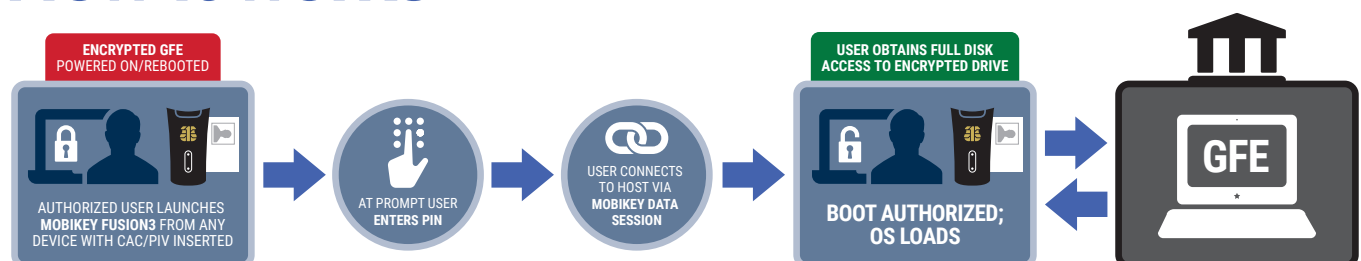 ENCRYPTED GFE
POWERED ON/REBOOTED
AUTHORIZED USER LAUNCHES
MOBIKEY FUSION3 FROM ANY
DEVICE WITH CAC/PIV INSERTED
AT PROMPT USER
ENTERS PIN
USER CONNECTS
TO HOST VIA
MOBIKEY DATA
SESSION
USER OBTAINS FULL DISK
ACCESS TO ENCRYPTED DRIVE
BOOT AUTHORIZED;
OS LOADS
GFE